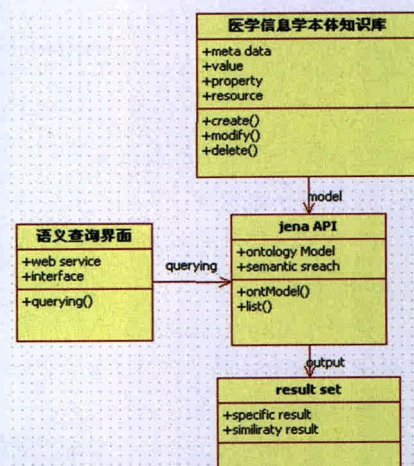 医学信息学本体知识库
+meta data
+value
+property
+resource
+create()
+modify()
+delete()
model
jena API
+ontology Model
+semantic sreach
+ontModel()
+list()
语义查询界面
+web service
+interface
+querying()
querying
output
result set
+specific result
+similiraty result